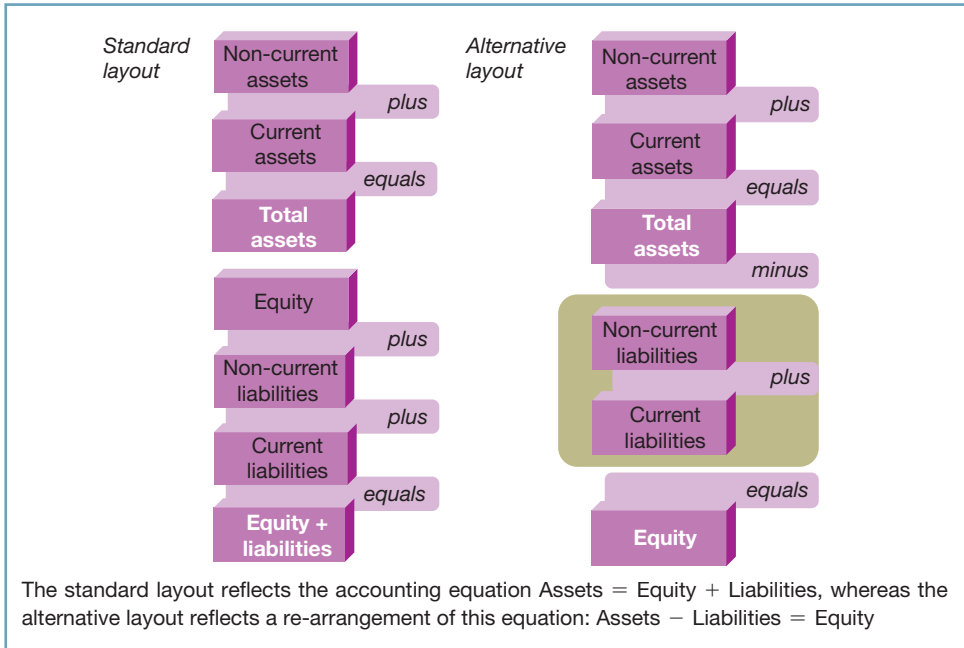 Standard
layout
Non-current
assets
plus
Current
assets
equals
Total
assets
Equity
plus
Non-current
liabilities
plus
Current
liabilities
equals
Equity +
liabilities
Alternative
layout
Non-current
assets
plus
Current
assets
equals
Total
assets
minus
Non-current
liabilities
plus
Current
liabilities
equals
Equity
The standard layout reflects the accounting equation Assets = Equity + Liabilities, whereas the
alternative layout reflects a re-arrangement of this equation: Assets − Liabilities = Equity